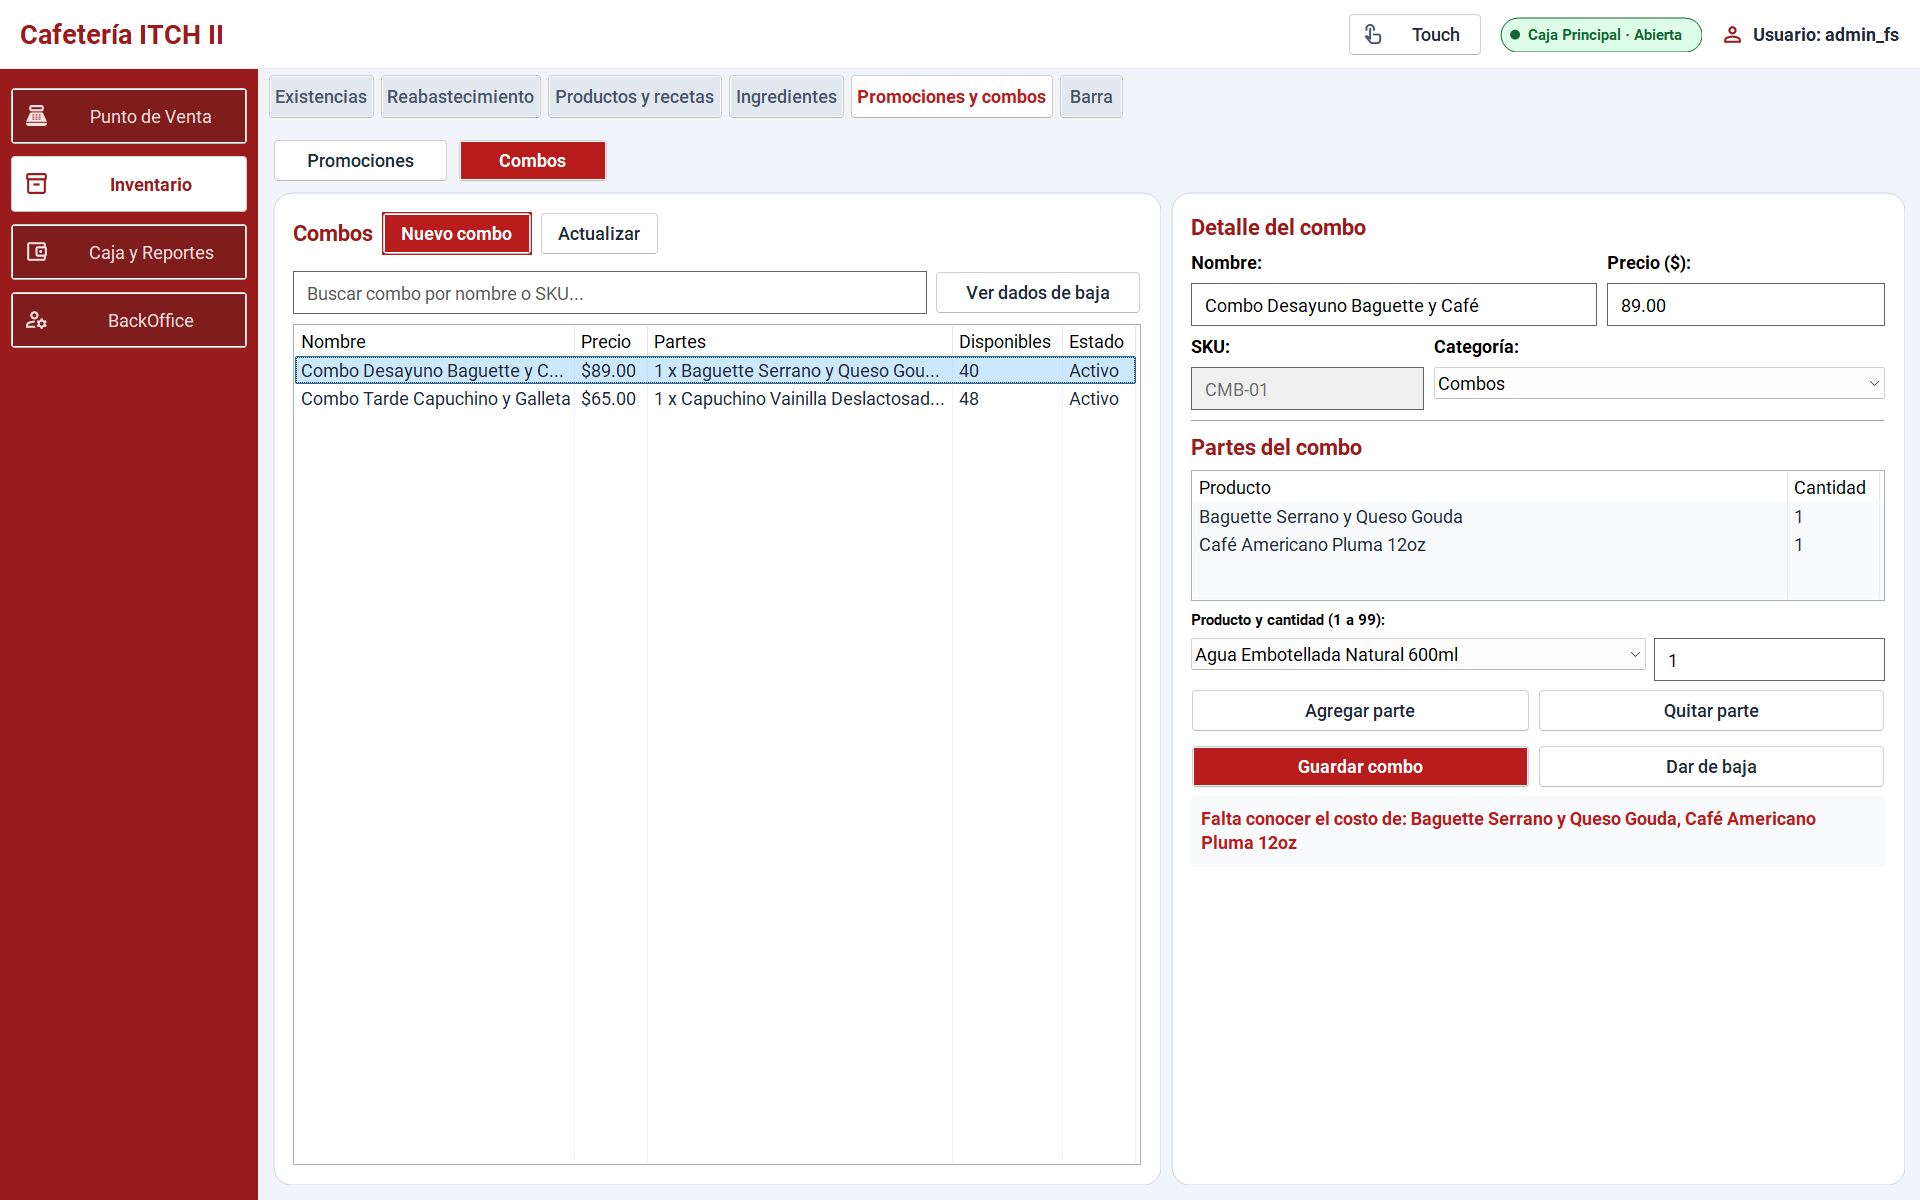 Cafetería ITCH II
Touch
Caja Principal · Abierta
Usuario: admin_fs
Punto de Venta
Inventario
Caja y Reportes
BackOffice
Existencias
Reabastecimiento
Productos y recetas
Ingredientes
Promociones y combos
Barra
Promociones
Combos
Combos
Nuevo combo
Actualizar
Buscar combo por nombre o SKU...
Ver dados de baja
Nombre Precio Partes Disponibles Estado
Combo Desayuno Baguette y C... $89.00 1 x Baguette Serrano y Queso Gou... 40 Activo
Combo Tarde Capuchino y Galleta $65.00 1 x Capuchino Vainilla Deslactosad... 48 Activo
Detalle del combo
Nombre: Precio ($):
Combo Desayuno Baguette y Café 89.00
SKU: Categoría:
CMB-01 Combos
Partes del combo
Producto Cantidad
Baguette Serrano y Queso Gouda 1
Café Americano Pluma 12oz 1
Producto y cantidad (1 a 99):
Agua Embotellada Natural 600ml 1
Agregar parte Quitar parte
Guardar combo Dar de baja
Falta conocer el costo de: Baguette Serrano y Queso Gouda, Café Americano
Pluma 12oz